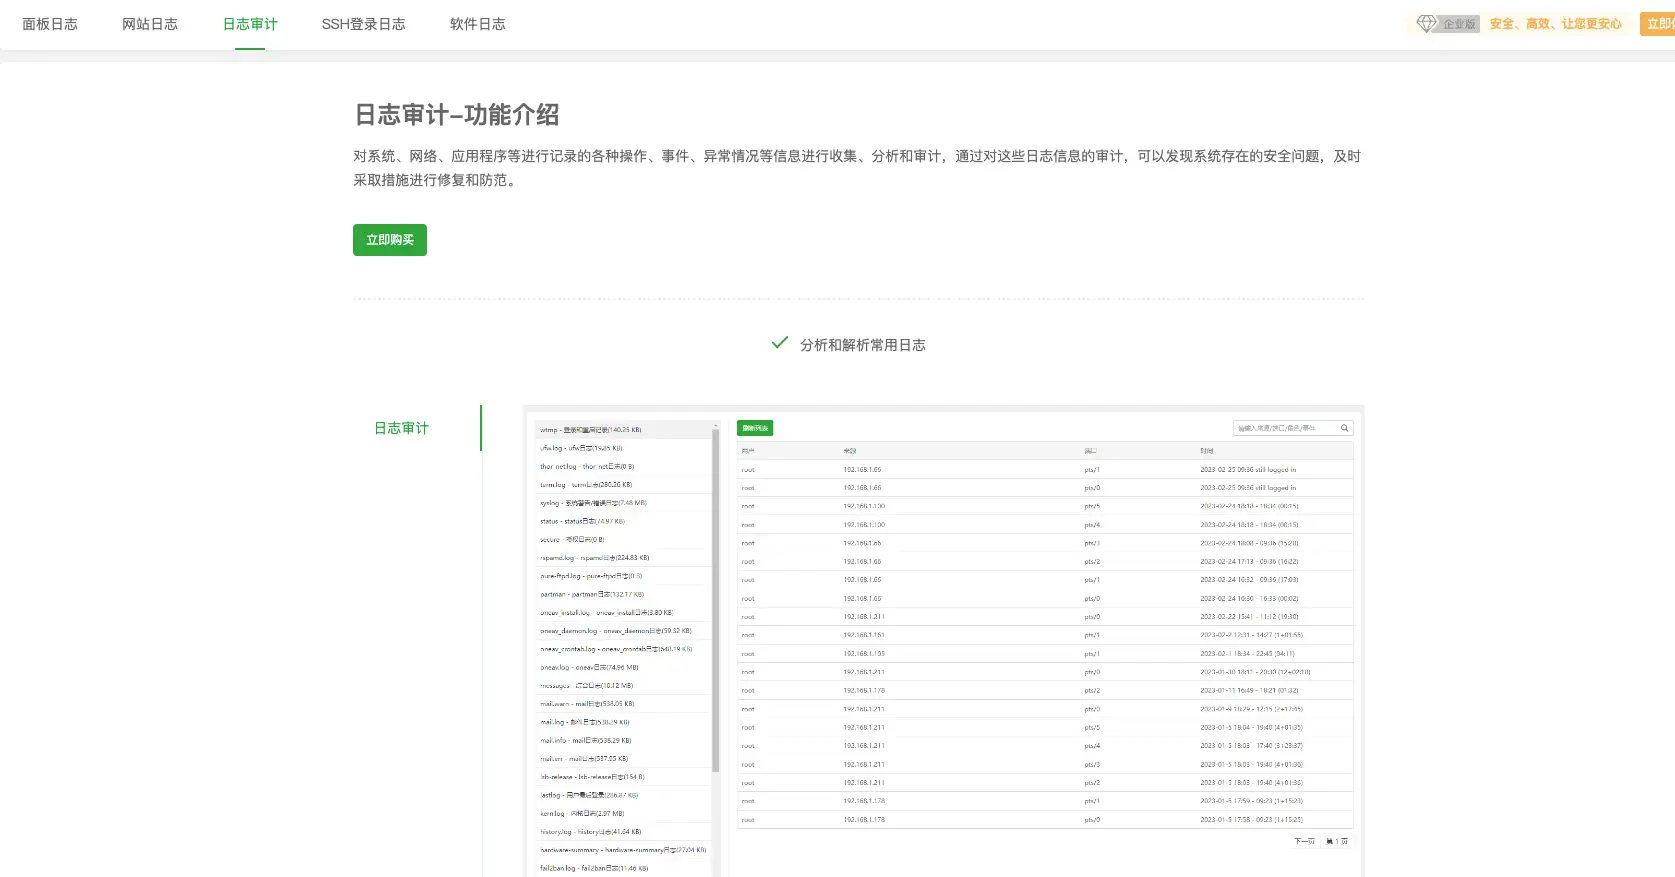 面板日志 网站日志 日志审计 SSH登录日志 软件日志 企业版 安全、高效、让您更安心
日志审计–功能介绍
对系统、网络、应用程序等进行记录的各种操作、事件、异常情况等信息进行收集、分析和审计，通过对这些日志信息的审计，可以发现系统存在的安全问题，及时
采取措施进行修复和防范。
立即购买
分析和解析常用日志
日志审计
wtmp - 登录和重启记录(140.25 KB)
ufw.log - ufw日志(19.85 KB)
thor-net.log - thor-net日志(0 B)
term.log - term日志(280.26 KB)
syslog - 系统警告/错误日志(7.48 MB)
status - status日志(74.97 KB)
secure - 授权日志(0 B)
rspamd.log - rspamd日志(224.83 KB)
pure-ftpd.log - pure-ftpd日志(0 B)
partman - partman日志(132.17 KB)
oneav_install.log - oneav_install日志(3.80 KB)
oneav_daemon.log - oneav_daemon日志(59.32 KB)
oneav_crontab.log - oneav_crontab日志(648.19 KB)
oneav.log - oneav日志(74.96 MB)
messages - 综合日志(10.12 MB)
mail.warn - mail日志(538.05 KB)
mail.log - 邮件日志(538.29 KB)
mail.info - mail日志(538.29 KB)
mail.err - mail日志(537.95 KB)
lsb-release - lsb-release日志(154 B)
lastlog - 用户最后登录(286.87 KB)
kern.log - 内核日志(2.97 MB)
history.log - history日志(41.64 KB)
hardware-summary - hardware-summary日志(27.04 KB)
fail2ban.log - fail2ban日志(11.46 KB)
刷新列表 请输入来源/端口/角色/事件
用户 来源 端口 时间
root 192.168.1.66 pts/1 2023-02-25 09:36 still logged in
root 192.168.1.66 pts/0 2023-02-25 09:36 still logged in
root 192.168.1.100 pts/5 2023-02-24 18:18 - 18:34 (00:15)
root 192.168.1.100 pts/4 2023-02-24 18:18 - 18:34 (00:15)
root 192.168.1.66 pts/3 2023-02-24 18:08 - 09:36 (15:28)
root 192.168.1.66 pts/2 2023-02-24 17:13 - 09:36 (16:22)
root 192.168.1.66 pts/1 2023-02-24 16:32 - 09:36 (17:03)
root 192.168.1.66 pts/0 2023-02-24 16:30 - 16:33 (00:02)
root 192.168.1.211 pts/0 2023-02-22 15:41 - 11:12 (19:30)
root 192.168.1.161 pts/1 2023-02-2 12:31 - 14:27 (1+01:55)
root 192.168.1.195 pts/1 2023-02-1 18:34 - 22:45 (04:11)
root 192.168.1.211 pts/0 2023-01-30 18:11 - 20:30 (12+02:18)
root 192.168.1.178 pts/2 2023-01-11 16:49 - 18:21 (01:32)
root 192.168.1.211 pts/0 2023-01-9 18:29 - 12:15 (2+17:45)
root 192.168.1.211 pts/5 2023-01-5 18:04 - 19:40 (4+01:35)
root 192.168.1.211 pts/4 2023-01-5 18:03 - 17:40 (3+23:37)
root 192.168.1.211 pts/3 2023-01-5 18:03 - 19:40 (4+01:36)
root 192.168.1.211 pts/2 2023-01-5 18:03 - 19:40 (4+01:36)
root 192.168.1.178 pts/1 2023-01-5 17:59 - 09:23 (1+15:23)
root 192.168.1.178 pts/0 2023-01-5 17:58 - 09:23 (1+15:25)
下一页 第 1 页